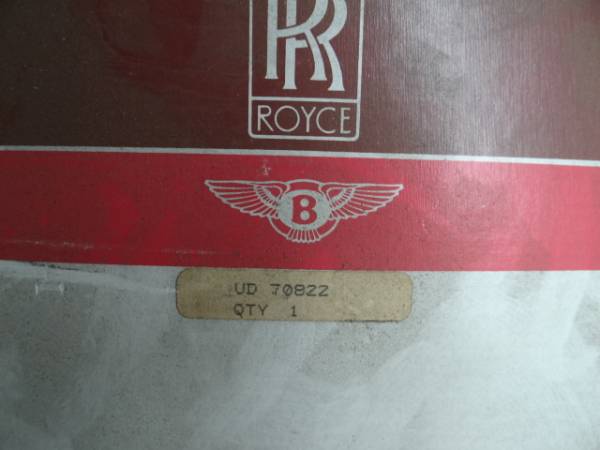 RR
ROYCE
B
UD 70822
QTY 1